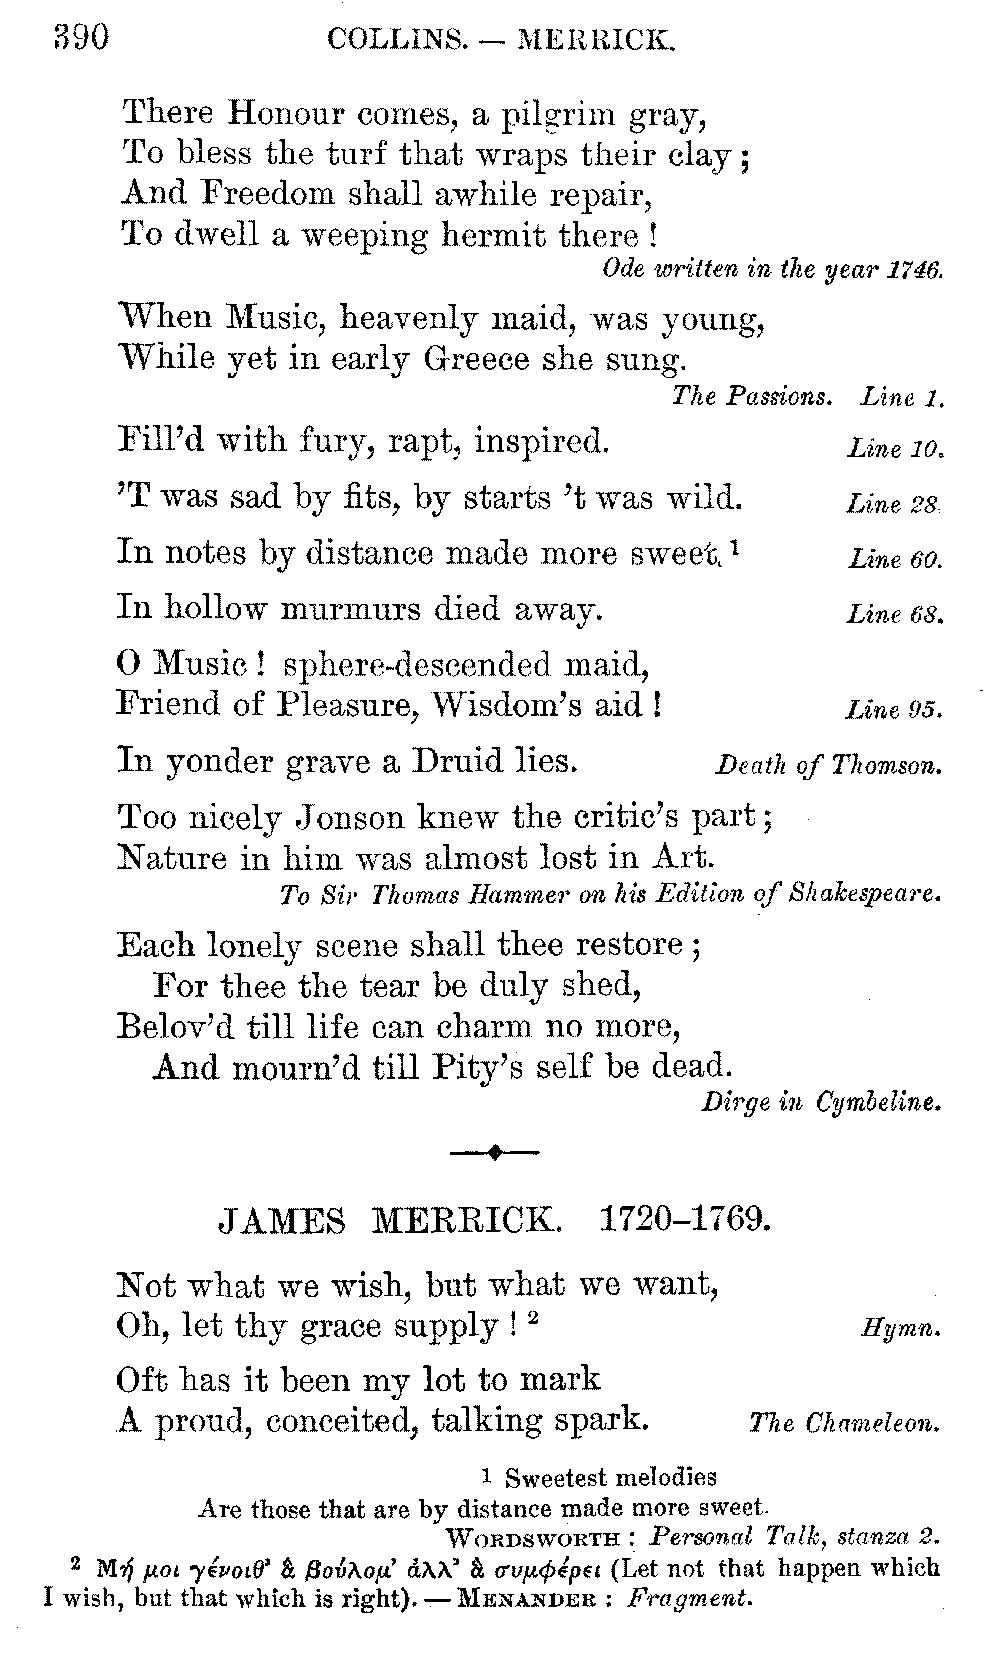 390 COLLINS. — MERRICK.
There Honour comes, a pilgrim gray,
To bless the turf that wraps their clay;
And Freedom shall awhile repair,
To dwell a weeping hermit there!
Ode written in the year 1746.
When Music, heavenly maid, was young,
While yet in early Greece she sung.
The Passions. Line 1.
Fill'd with fury, rapt, inspired. Line 10.
'T was sad by fits, by starts 't was wild. Line 28.
In notes by distance made more sweet.¹ Line 60.
In hollow murmurs died away. Line 68.
O Music! sphere-descended maid,
Friend of Pleasure, Wisdom's aid! Line 95.
In yonder grave a Druid lies. Death of Thomson.
Too nicely Jonson knew the critic's part;
Nature in him was almost lost in Art.
To Sir Thomas Hammer on his Edition of Shakespeare.
Each lonely scene shall thee restore;
For thee the tear be duly shed,
Belov'd till life can charm no more,
And mourn'd till Pity's self be dead.
Dirge in Cymbeline.
JAMES MERRICK. 1720–1769.
Not what we wish, but what we want,
Oh, let thy grace supply!² Hymn.
Oft has it been my lot to mark
A proud, conceited, talking spark. The Chameleon.
¹ Sweetest melodies
Are those that are by distance made more sweet.
WORDSWORTH: Personal Talk, stanza 2.
² Μή μοι γένοιθ' ἃ βούλομ' ἀλλ' ἃ συμφέρει (Let not that happen which
I wish, but that which is right). — MENANDER: Fragment.